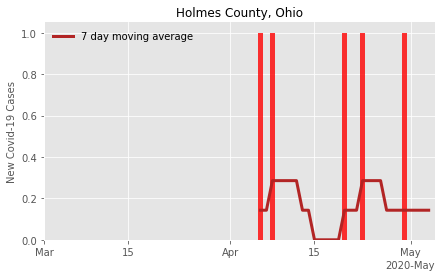 Holmes County, Ohio
7 day moving average
New Covid-19 Cases
1.0
0.8
0.6
0.4
0.2
0.0
Mar 15 Apr 15 May
2020-May